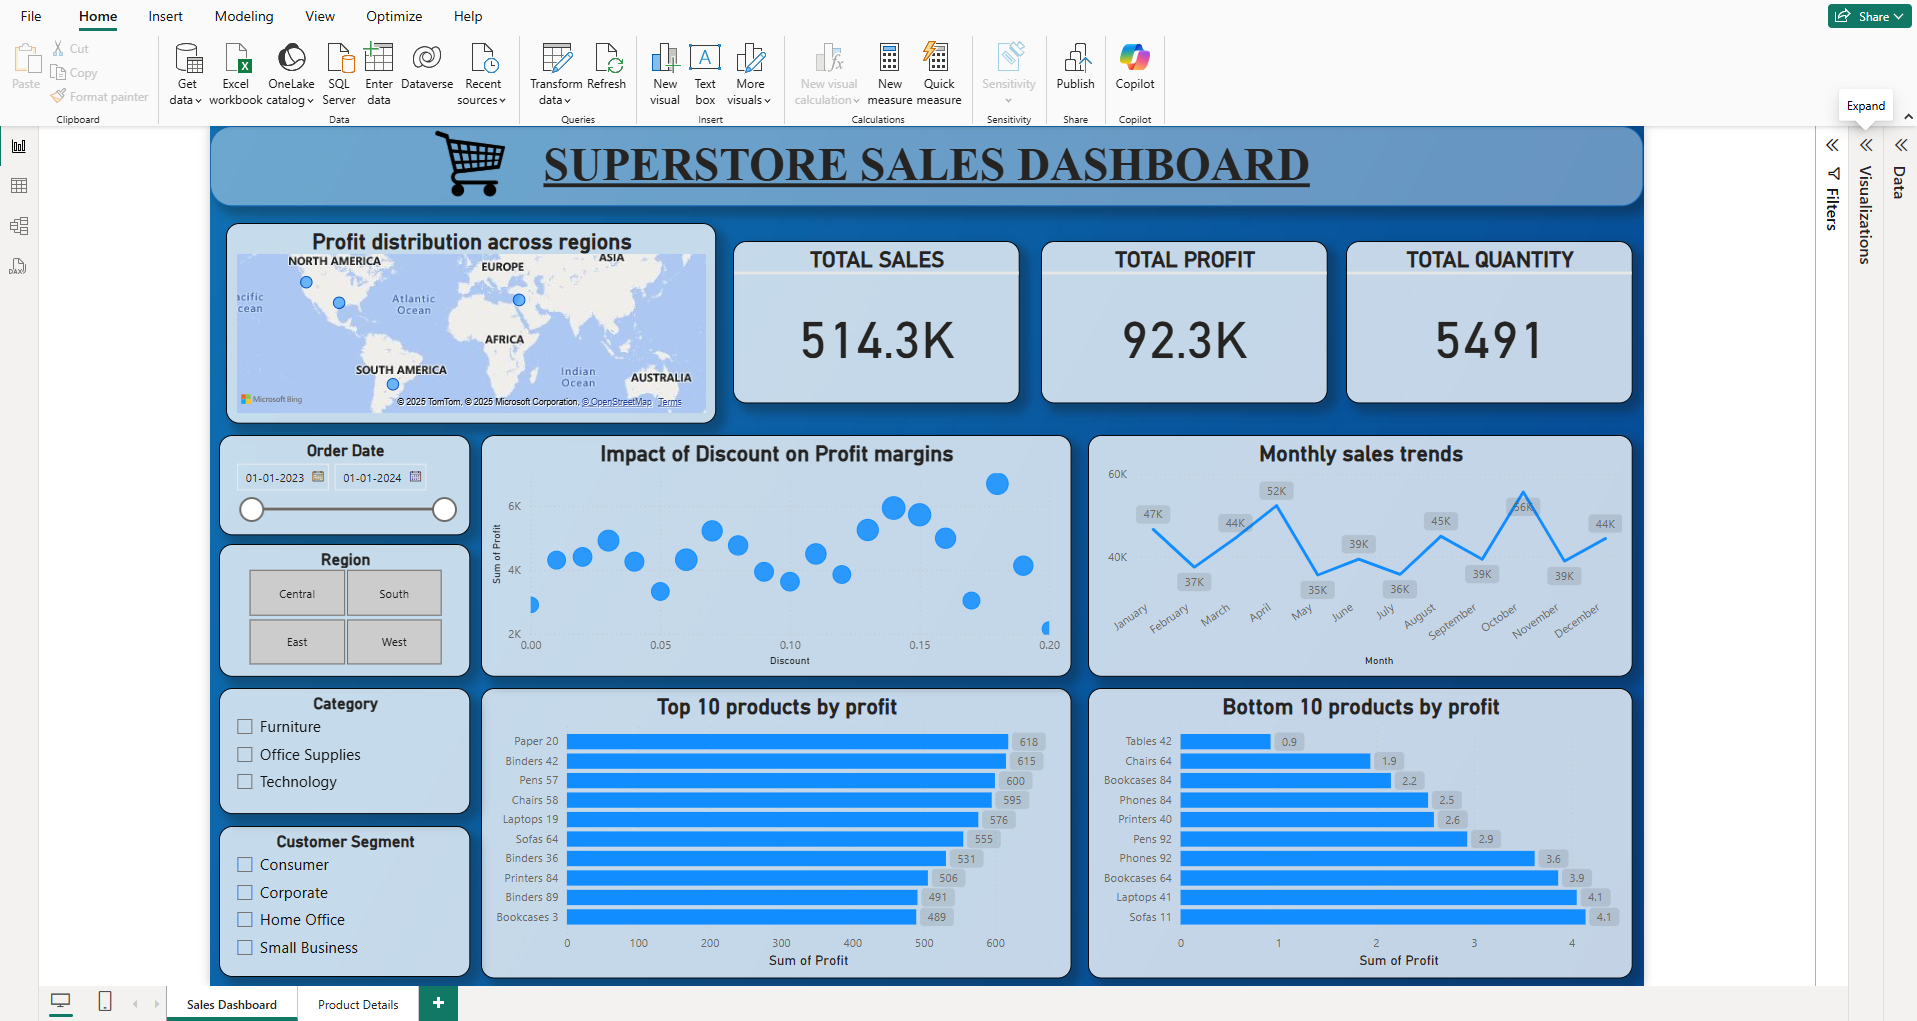 File Home Insert Modeling View Optimize Help
Share
Paste
Cut
Copy
Format painter
Clipboard
Get data
Excel workbook
OneLake catalog
SQL Server
Enter data
Dataverse
Recent sources
Data
Transform data
Refresh
Queries
New visual
Text box
More visuals
Insert
New visual calculation
New measure
Quick measure
Calculations
Sensitivity
Sensitivity
Publish
Share
Copilot
Copilot
Expand
SUPERSTORE SALES DASHBOARD
Filters
Visualizations
Data
Profit distribution across regions
NORTH AMERICA
EUROPE
ASIA
acific
cean
Atlantic
Ocean
AFRICA
SOUTH AMERICA
Indian
Ocean
AUSTRALIA
Microsoft Bing
© 2025 TomTom, © 2025 Microsoft Corporation, © OpenStreetMap Terms
TOTAL SALES
514.3K
TOTAL PROFIT
92.3K
TOTAL QUANTITY
5491
Order Date
01-01-2023 01-01-2024
Region
Central South
East West
Category
Furniture
Office Supplies
Technology
Customer Segment
Consumer
Corporate
Home Office
Small Business
Impact of Discount on Profit margins
Sum of Profit
6K
4K
2K
0.00 0.05 0.10 0.15 0.20
Discount
Monthly sales trends
60K
40K
47K
37K
44K
52K
35K
39K
36K
45K
39K
56K
39K
44K
January February March April May June July August September October November December
Month
Top 10 products by profit
Paper 20 618
Binders 42 615
Pens 57 600
Chairs 58 595
Laptops 19 576
Sofas 64 555
Binders 36 531
Printers 84 506
Binders 89 491
Bookcases 3 489
0 100 200 300 400 500 600
Sum of Profit
Bottom 10 products by profit
Tables 42 0.9
Chairs 64 1.9
Bookcases 84 2.2
Phones 84 2.5
Printers 40 2.6
Pens 92 2.9
Phones 92 3.6
Bookcases 64 3.9
Laptops 41 4.1
Sofas 11 4.1
0 1 2 3 4
Sum of Profit
Sales Dashboard
Product Details